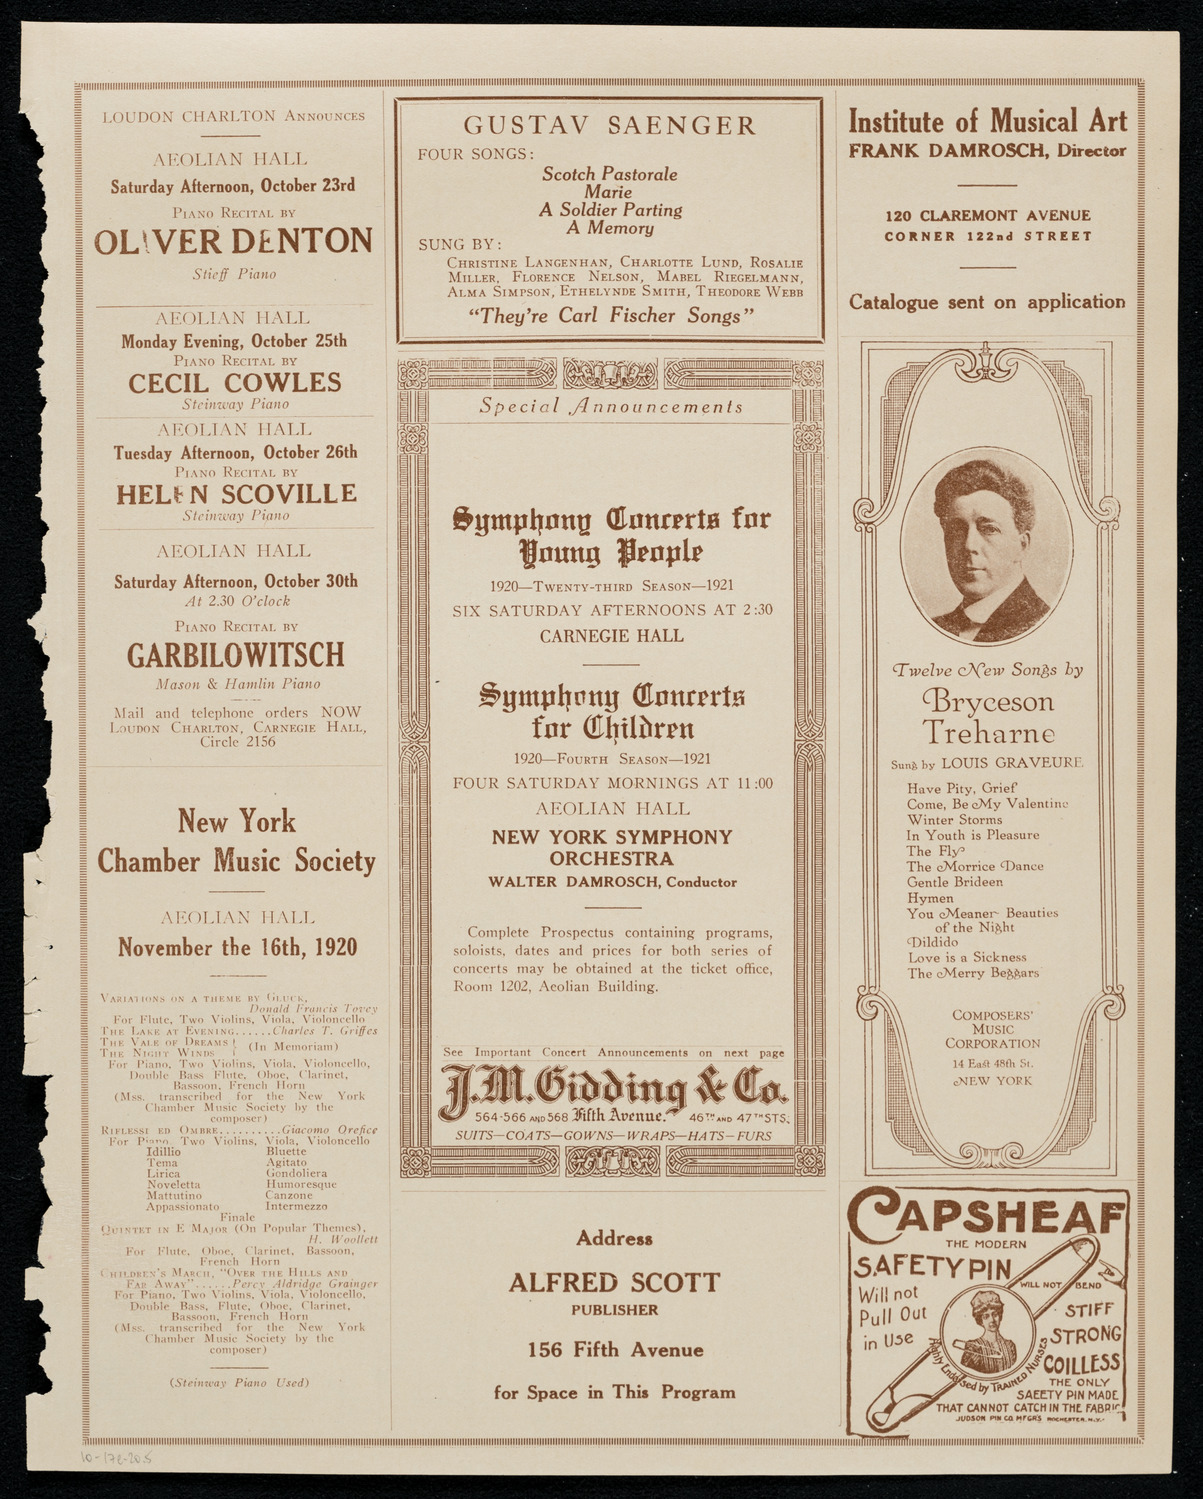 LOUDON CHARLTON ANNOUNCES
AEOLIAN HALL
Saturday Afternoon, October 23rd
PIANO RECITAL BY
OLIVER DENTON
Stieff Piano
AEOLIAN HALL
Monday Evening, October 25th
PIANO RECITAL BY
CECIL COWLES
Steinway Piano
AEOLIAN HALL
Tuesday Afternoon, October 26th
PIANO RECITAL BY
HELEN SCOVILLE
Steinway Piano
AEOLIAN HALL
Saturday Afternoon, October 30th
At 2.30 O'clock
PIANO RECITAL BY
GARBILOWITSCH
Mason & Hamlin Piano
Mail and telephone orders NOW
LOUDON CHARLTON, CARNEGIE HALL,
Circle 2156
New York
Chamber Music Society
AEOLIAN HALL
November the 16th, 1920
VARIATIONS ON A THEME BY GLUCK,
Donald Francis Tovey
For Flute, Two Violins, Viola, Violoncello
THE LAKE AT EVENING......Charles T. Griffes
THE VALE OF DREAMS
THE NIGHT WINDS
(In Memoriam)
For Piano, Two Violins, Viola, Violoncello,
Double Bass Flute, Oboe, Clarinet,
Bassoon, French Horn
(Mss. transcribed for the New York
Chamber Music Society by the
composer)
RIFLESSI ED OMBRE..........Giacomo Orefice
For Piano, Two Violins, Viola, Violoncello
Idillio Bluette
Tema Agitato
Lirica Gondoliera
Noveletta Humoresque
Mattutino Canzone
Appassionato Intermezzo
Finale
QUINTET IN E MAJOR (On Popular Themes),
H. Woollett
For Flute, Oboe, Clarinet, Bassoon,
French Horn
CHILDREN'S MARCH, "OVER THE HILLS AND
FAR AWAY"......Percy Aldridge Grainger
For Piano, Two Violins, Viola, Violoncello,
Double Bass, Flute, Oboe, Clarinet,
Bassoon, French Horn
(Mss. transcribed for the New York
Chamber Music Society by the
composer)
(Steinway Piano Used)
GUSTAV SAENGER
FOUR SONGS:
Scotch Pastorale
Marie
A Soldier Parting
A Memory
SUNG BY:
CHRISTINE LANGENHAN, CHARLOTTE LUND, ROSALIE
MILLER, FLORENCE NELSON, MABEL RIEGELMANN,
ALMA SIMPSON, ETHELYNDE SMITH, THEODORE WEBB
"They're Carl Fischer Songs"
Special Announcements
Symphony Concerts for
Young People
1920—TWENTY-THIRD SEASON—1921
SIX SATURDAY AFTERNOONS AT 2:30
CARNEGIE HALL
Symphony Concerts
for Children
1920—FOURTH SEASON—1921
FOUR SATURDAY MORNINGS AT 11:00
AEOLIAN HALL
NEW YORK SYMPHONY
ORCHESTRA
WALTER DAMROSCH, Conductor
Complete Prospectus containing programs,
soloists, dates and prices for both series of
concerts may be obtained at the ticket office,
Room 1202, Aeolian Building.
See Important Concert Announcements on next page
J.M. Gidding & Co.
564-566 AND 568 Fifth Avenue. 46TH AND 47TH STS.
SUITS—COATS—GOWNS—WRAPS—HATS—FURS
Address
ALFRED SCOTT
PUBLISHER
156 Fifth Avenue
for Space in This Program
Institute of Musical Art
FRANK DAMROSCH, Director
120 CLAREMONT AVENUE
CORNER 122nd STREET
Catalogue sent on application
Twelve New Songs by
Bryceson
Treharne
Sung by LOUIS GRAVEURE
Have Pity, Grief
Come, Be My Valentine
Winter Storms
In Youth is Pleasure
The Fly
The Morrice Dance
Gentle Brideen
Hymen
You Meaner Beauties
of the Night
Dildido
Love is a Sickness
The Merry Beggars
COMPOSERS'
MUSIC
CORPORATION
14 East 48th St.
NEW YORK
CAPSHEAF
THE MODERN
SAFETY PIN
WILL NOT BEND
Will not
Pull Out
in Use
STIFF
STRONG
COILLESS
Highly Endorsed by TRAINED NURSES
THE ONLY
SAFETY PIN MADE
THAT CANNOT CATCH IN THE FABRIC
JUDSON PIN CO. MFGR'S ROCHESTER, N.Y.
10-17E-20.5